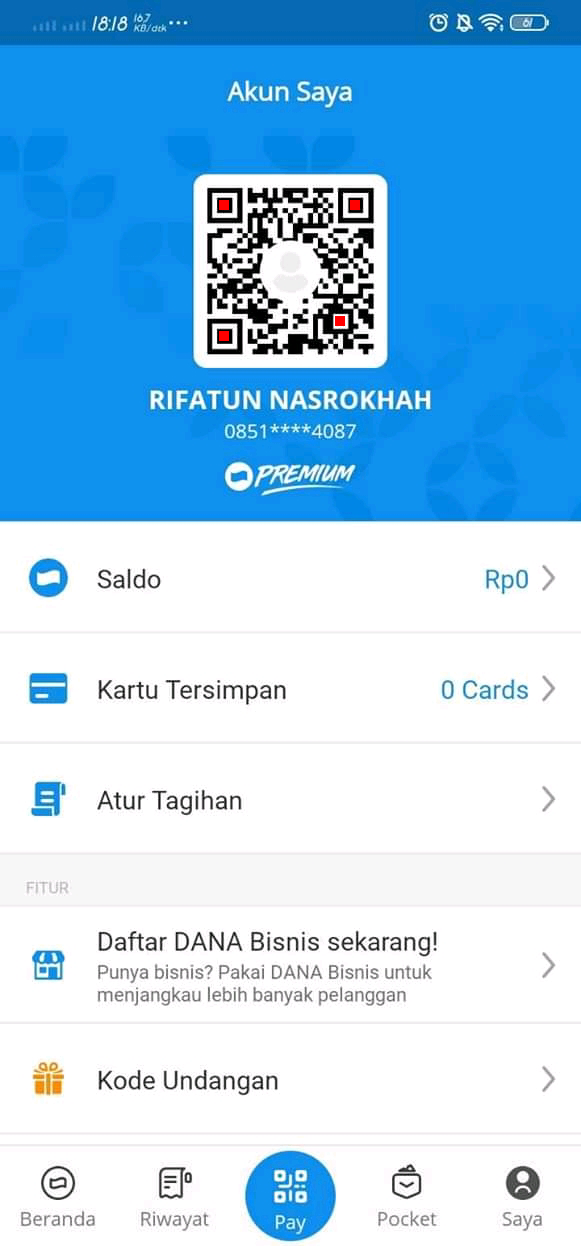 18:18 16,7 KB/dtk ... 61
Akun Saya
RIFATUN NASROKHAH
0851****4087
PREMIUM
Saldo Rp0
Kartu Tersimpan 0 Cards
Atur Tagihan
FITUR
Daftar DANA Bisnis sekarang!
Punya bisnis? Pakai DANA Bisnis untuk
menjangkau lebih banyak pelanggan
Kode Undangan
Beranda Riwayat Pay Pocket Saya